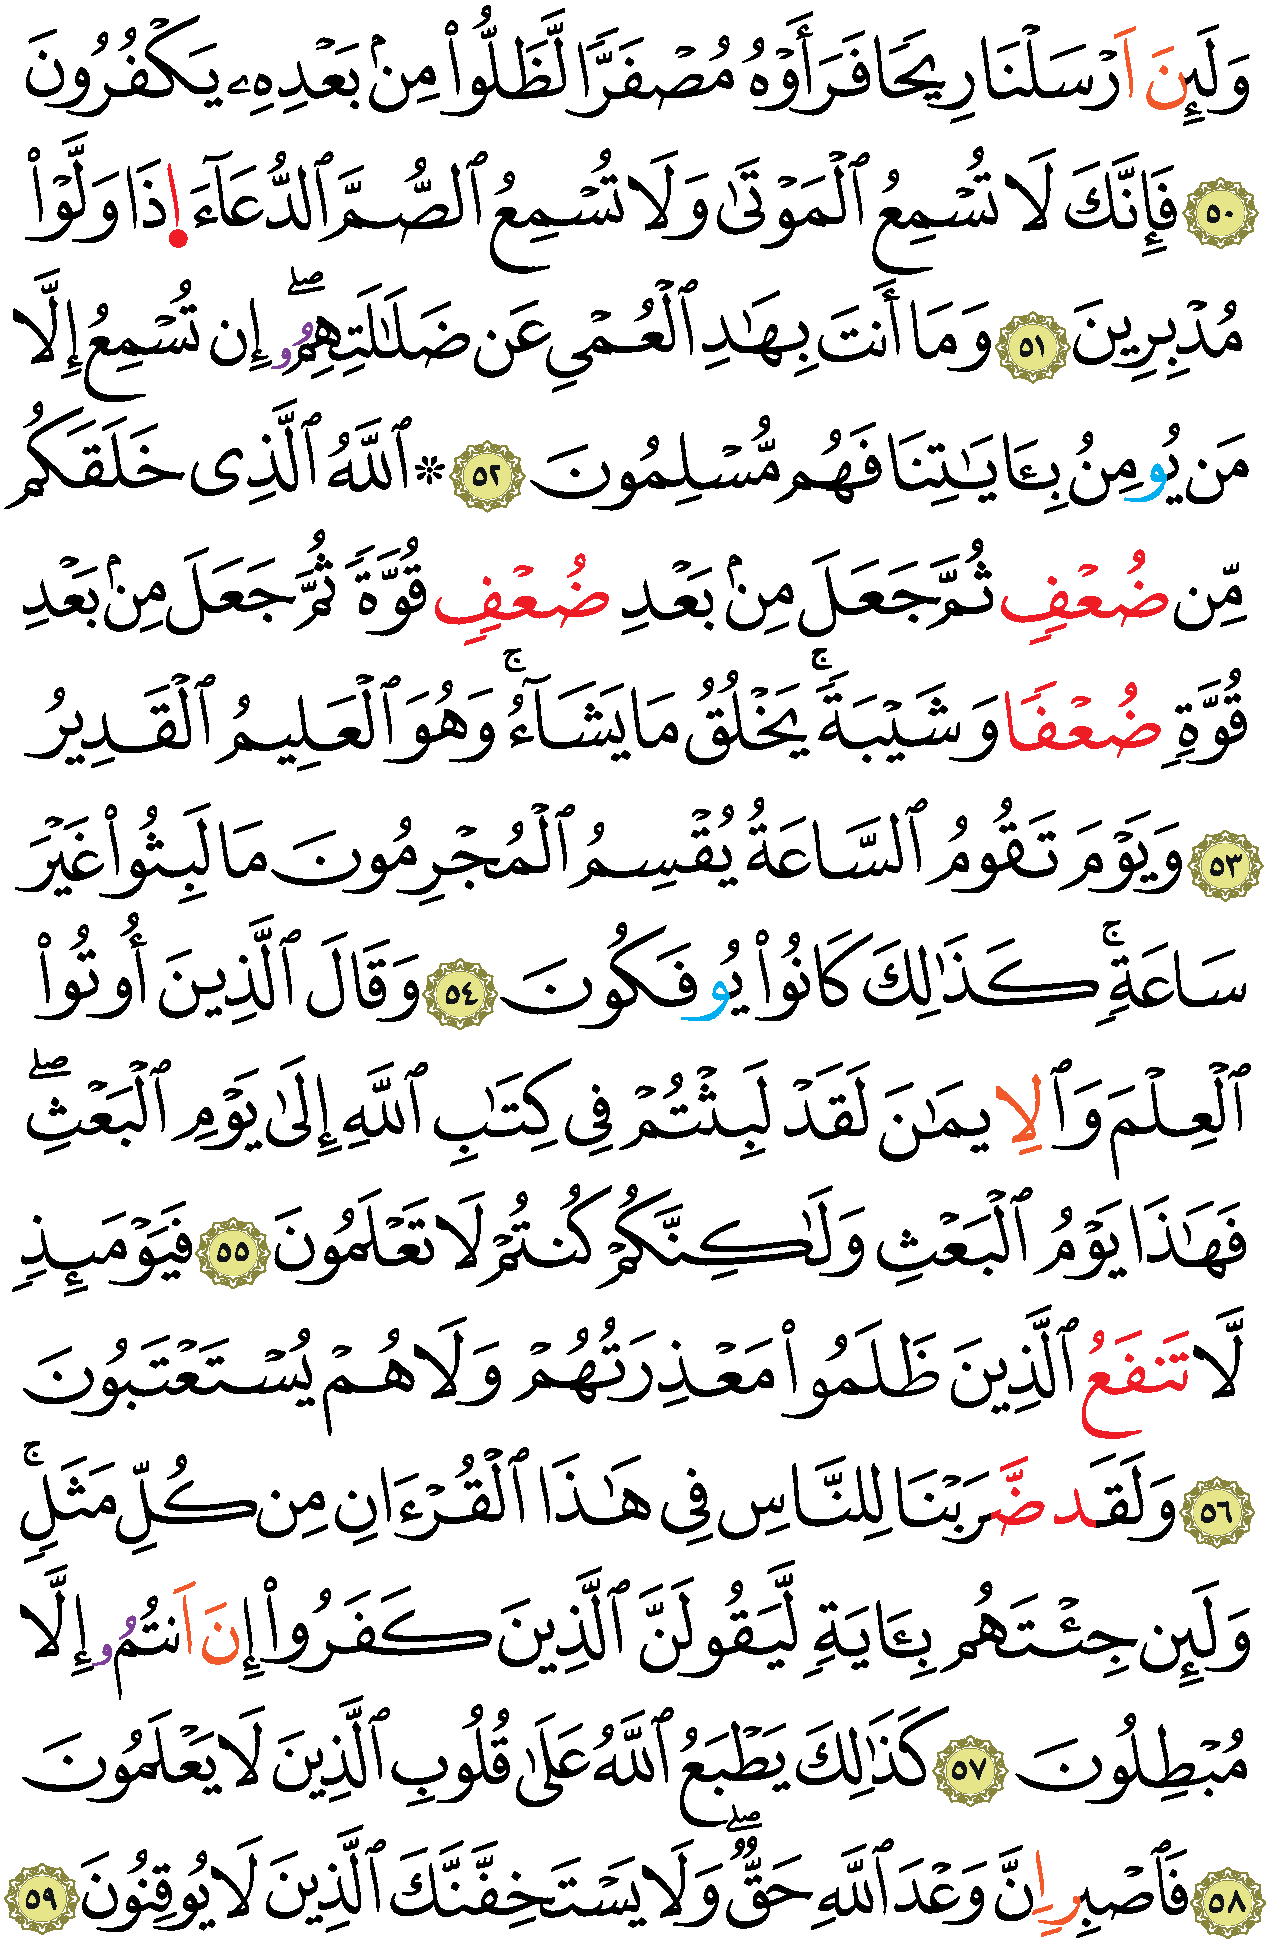 وَلَئِنَ اَرْسَلْنَا رِيحًا فَرَأَوْهُ مُصْفَرًّا لَّظَلُّواْ مِنۢ بَعْدِهِۦ يَكْفُرُونَ
٥٠ فَإِنَّكَ لَا تُسْمِعُ ٱلْمَوْتَىٰ وَلَا تُسْمِعُ ٱلصُّمَّ ٱلدُّعَآءَ ا۪ذَا وَلَّوْاْ
مُدْبِرِينَ ٥١ وَمَا أَنتَ بِهَٰدِ ٱلْعُمْيِ عَن ضَلَٰلَتِهِمُۥٓۖ إِن تُسْمِعُ إِلَّا
مَن يُومِنُ بِـَٔايَٰتِنَا فَهُم مُّسْلِمُونَ ٥٢ ۞ ٱللَّهُ ٱلَّذِى خَلَقَكُم
مِّن ضُعْفٍ ثُمَّ جَعَلَ مِنۢ بَعْدِ ضُعْفٍ قُوَّةً ثُمَّ جَعَلَ مِنۢ بَعْدِ
قُوَّةٍ ضُعْفًا وَشَيْبَةًۚ يَخْلُقُ مَا يَشَآءُۚ وَهُوَ ٱلْعَلِيمُ ٱلْقَدِيرُ
٥٣ وَيَوْمَ تَقُومُ ٱلسَّاعَةُ يُقْسِمُ ٱلْمُجْرِمُونَ مَا لَبِثُواْ غَيْرَ
سَاعَةٍۚ كَذَٰلِكَ كَانُواْ يُوفَكُونَ ٥٤ وَقَالَ ٱلَّذِينَ أُوتُواْ
ٱلْعِلْمَ وَٱلِايمَٰنَ لَقَدْ لَبِثْتُمْ فِي كِتَٰبِ ٱللَّهِ إِلَىٰ يَوْمِ ٱلْبَعْثِۖ
فَهَٰذَا يَوْمُ ٱلْبَعْثِ وَلَٰكِنَّكُمْ كُنتُمْ لَا تَعْلَمُونَ ٥٥ فَيَوْمَئِذٍ
لَّا تَنفَعُ ٱلَّذِينَ ظَلَمُواْ مَعْذِرَتُهُمْ وَلَا هُمْ يُسْتَعْتَبُونَ
٥٦ وَلَقَد ضَّرَبْنَا لِلنَّاسِ فِي هَٰذَا ٱلْقُرْءَانِ مِن كُلِّ مَثَلٍۚ
وَلَئِن جِئْتَهُم بِـَٔايَةٍ لَّيَقُولَنَّ ٱلَّذِينَ كَفَرُواْ إِنَ اَنتُمُۥ إِلَّا
مُبْطِلُونَ ٥٧ كَذَٰلِكَ يَطْبَعُ ٱللَّهُ عَلَىٰ قُلُوبِ ٱلَّذِينَ لَا يَعْلَمُونَ
٥٨ فَٱصْبِرِ اِنَّ وَعْدَ ٱللَّهِ حَقٌّۖ وَلَا يَسْتَخِفَّنَّكَ ٱلَّذِينَ لَا يُوقِنُونَ ٥٩